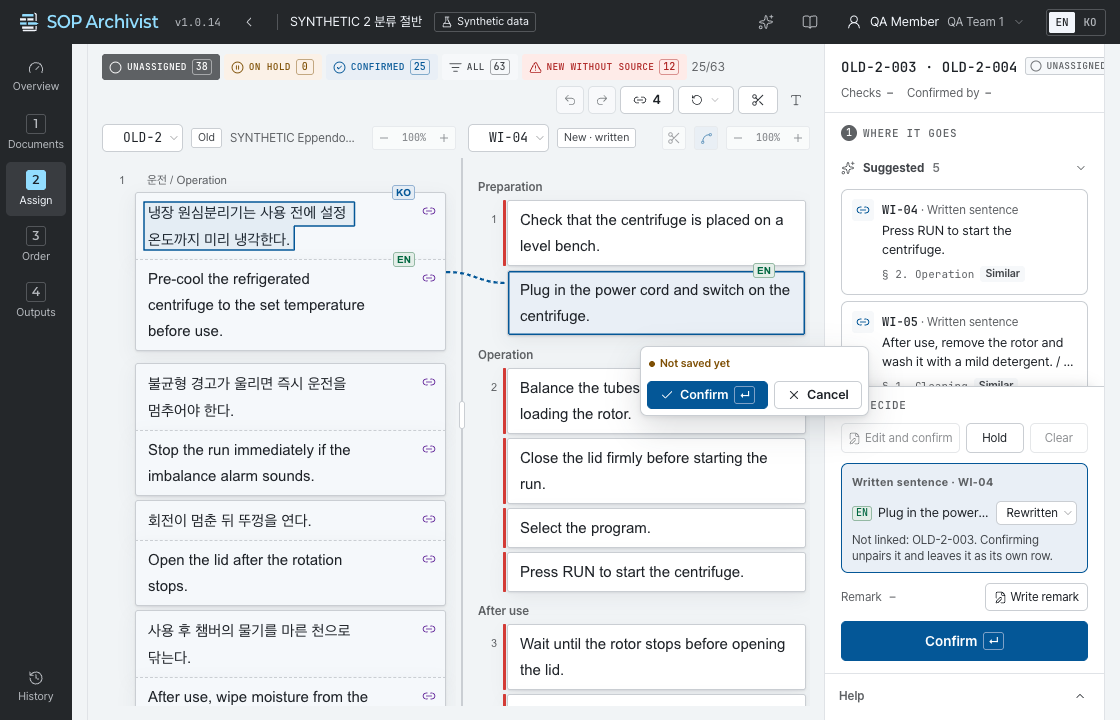 SOP Archivist v1.0.14
SYNTHETIC 2 분류 절반
Synthetic data
QA Member QA Team 1
EN KO
Overview
1
Documents
2
Assign
3
Order
4
Outputs
History
UNASSIGNED 38
ON HOLD 0
CONFIRMED 25
ALL 63
NEW WITHOUT SOURCE 12
25/63
4
OLD-2
Old
SYNTHETIC Eppendo...
100%
WI-04
New · written
100%
1 운전 / Operation
KO
냉장 원심분리기는 사용 전에 설정
온도까지 미리 냉각한다.
EN
Pre-cool the refrigerated
centrifuge to the set temperature
before use.
불균형 경고가 울리면 즉시 운전을
멈추어야 한다.
Stop the run immediately if the
imbalance alarm sounds.
회전이 멈춘 뒤 뚜껑을 연다.
Open the lid after the rotation
stops.
사용 후 챔버의 물기를 마른 천으로
닦는다.
After use, wipe moisture from the
Preparation
1
Check that the centrifuge is placed on a
level bench.
EN
Plug in the power cord and switch on the
centrifuge.
Operation
2
Balance the tubes
loading the rotor.
Close the lid firmly before starting the
run.
Select the program.
Press RUN to start the centrifuge.
After use
3
Wait until the rotor stops before opening
the lid.
Not saved yet
Confirm
Cancel
OLD-2-003 · OLD-2-004
UNASSIGNED
Checks – Confirmed by –
1 WHERE IT GOES
Suggested 5
WI-04 · Written sentence
Press RUN to start the
centrifuge.
§ 2. Operation Similar
WI-05 · Written sentence
After use, remove the rotor and
wash it with a mild detergent. / ...
§ 1. Cleaning Similar
ECIDE
Edit and confirm
Hold
Clear
Written sentence · WI-04
EN Plug in the power...
Rewritten
Not linked: OLD-2-003. Confirming
unpairs it and leaves it as its own row.
Remark –
Write remark
Confirm
Help